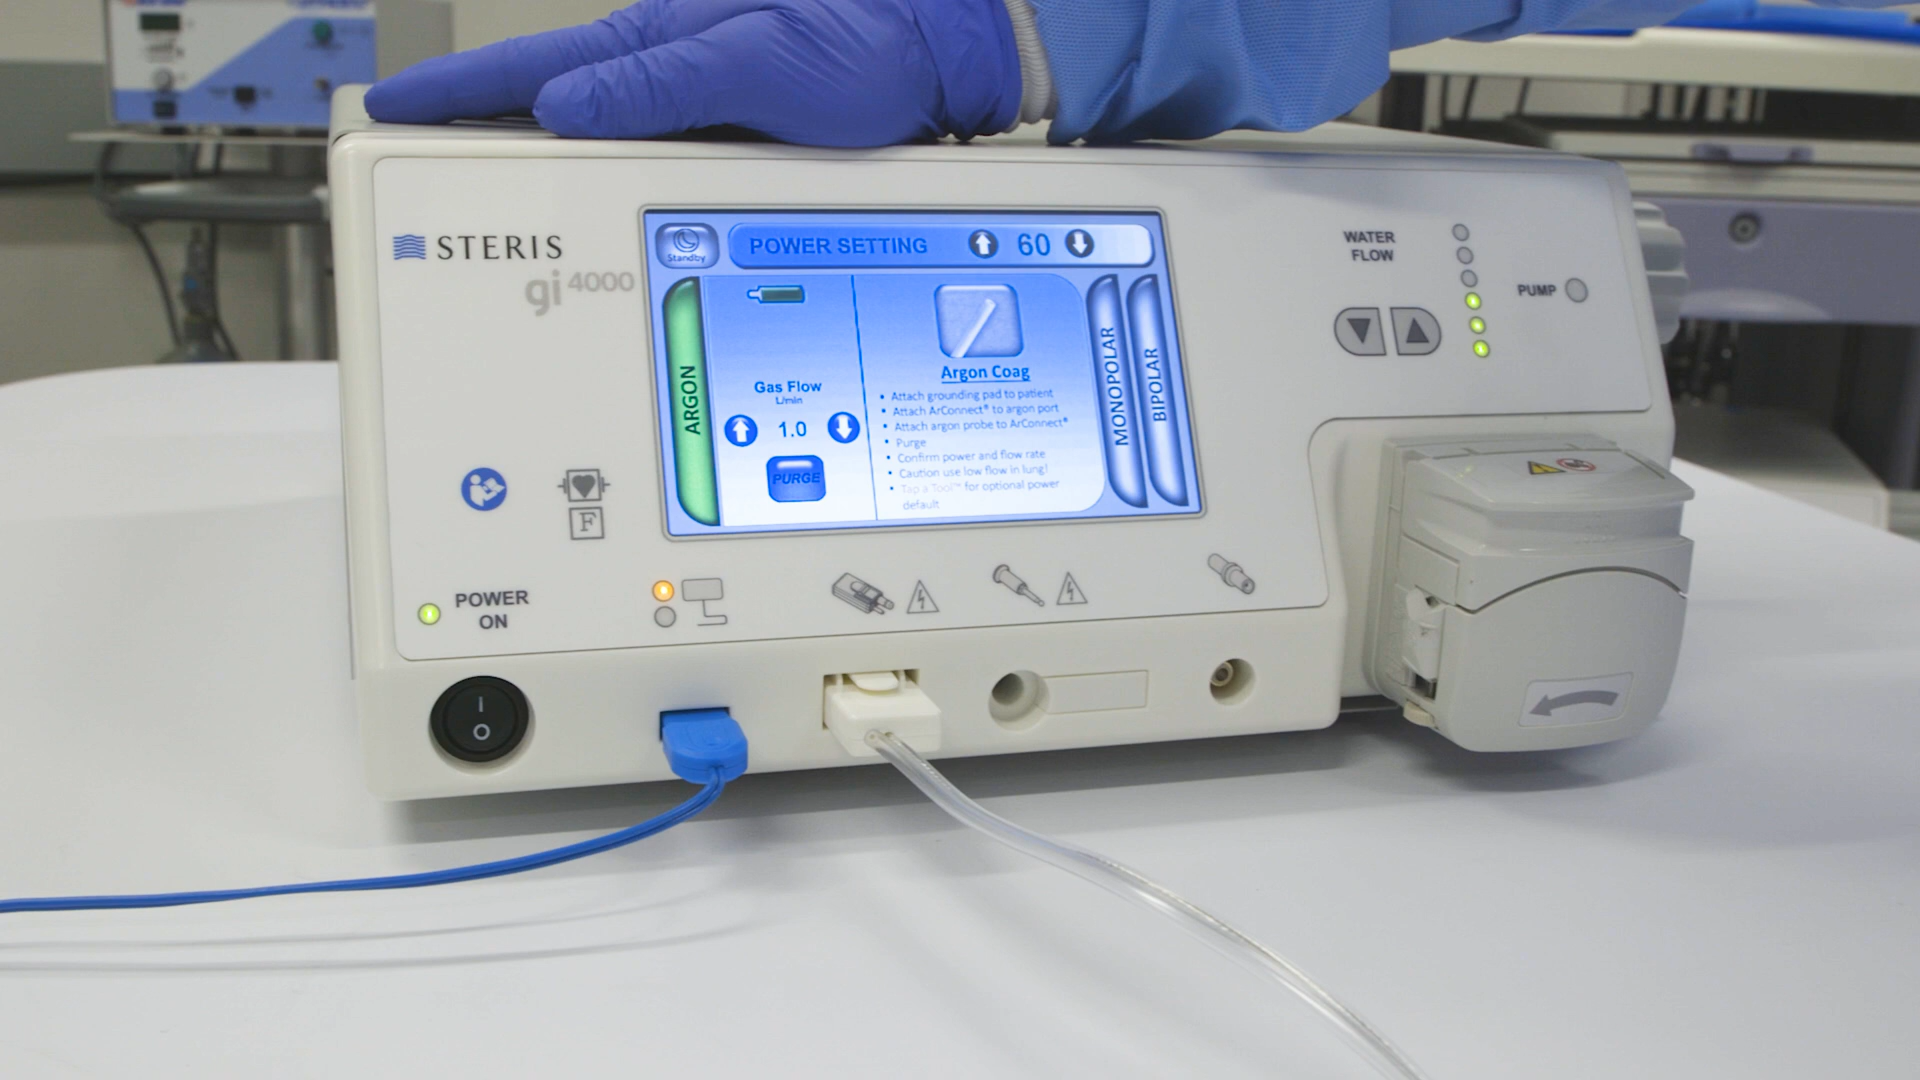 STERIS
gi4000
Standby
POWER SETTING 60
ARGON
Gas Flow
L/min
1.0
PURGE
Argon Coag
• Attach grounding pad to patient
• Attach ArConnect® to argon port
• Attach argon probe to ArConnect®
• Purge
• Confirm power and flow rate
• Caution use low flow in lung!
• Tap a Tool™ for optional power
default
MONOPOLAR
BIPOLAR
WATER
FLOW
PUMP
F
POWER
ON
I
O